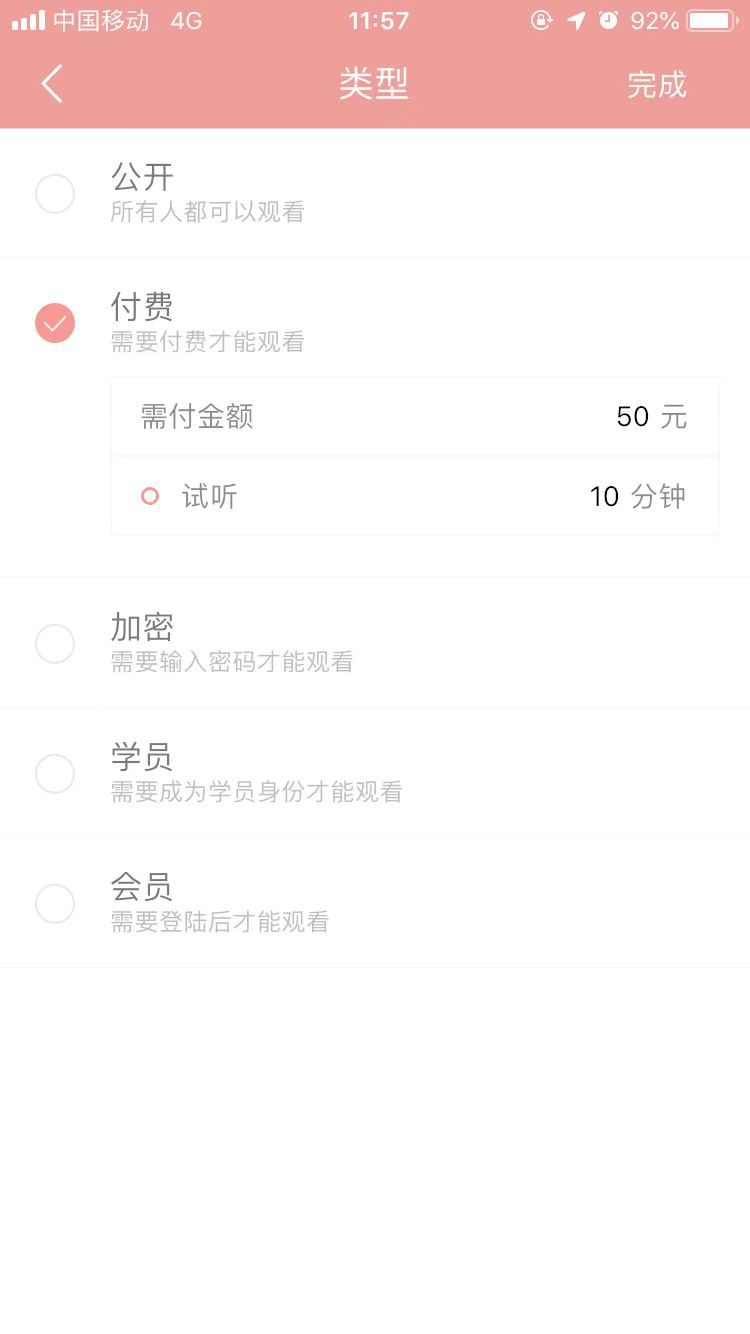 中国移动 4G 11:57 92%
类型 完成
公开
所有人都可以观看
付费
需要付费才能观看
需付金额 50 元
试听 10 分钟
加密
需要输入密码才能观看
学员
需要成为学员身份才能观看
会员
需要登陆后才能观看